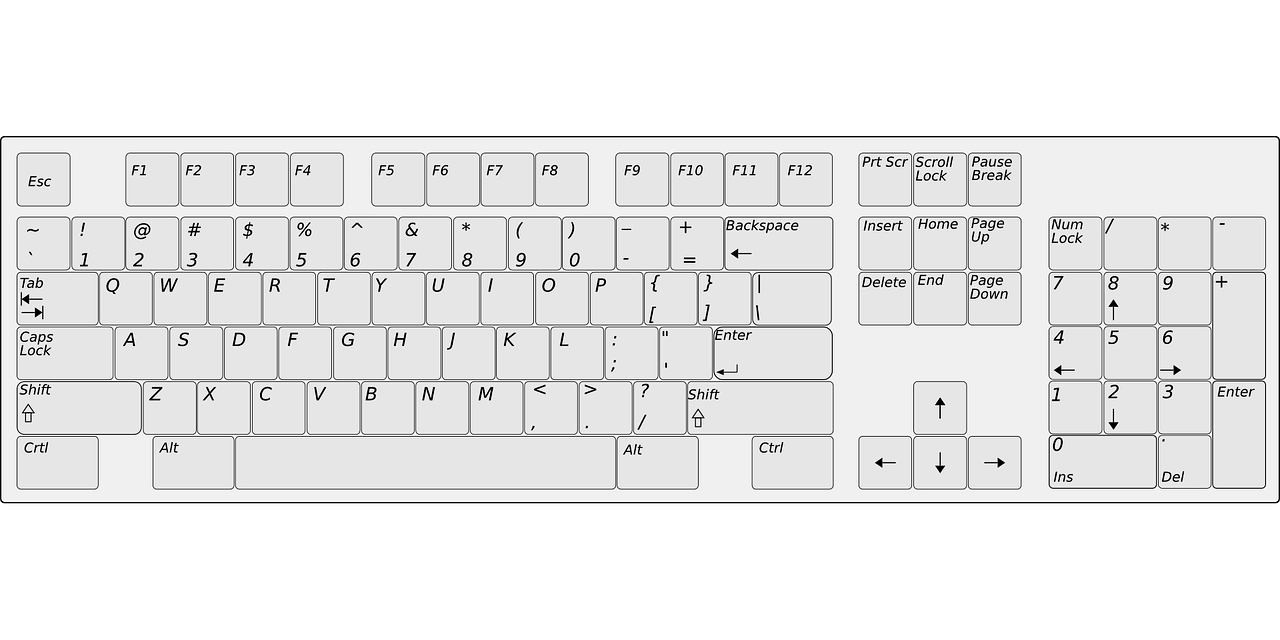 Esc F1 F2 F3 F4 F5 F6 F7 F8 F9 F10 F11 F12 Prt Scr Scroll Pause
Lock Break
~ ! @ # $ % ^ & * ( ) _ + Backspace Insert Home Page Num / * -
Up Lock
` 1 2 3 4 5 6 7 8 9 0 - = ←
Tab Q W E R T Y U I O P { } | Delete End Page 7 8 9 +
Down
[ ] \ ↑
Caps A S D F G H J K L : " Enter 4 5 6
Lock
; ' ← →
Shift Z X C V B N M < > ? Shift 1 2 3 Enter
⇧ , . / ⇧ ↑ ↓
Crtl Alt Alt Ctrl ← ↓ → 0 .
Ins Del